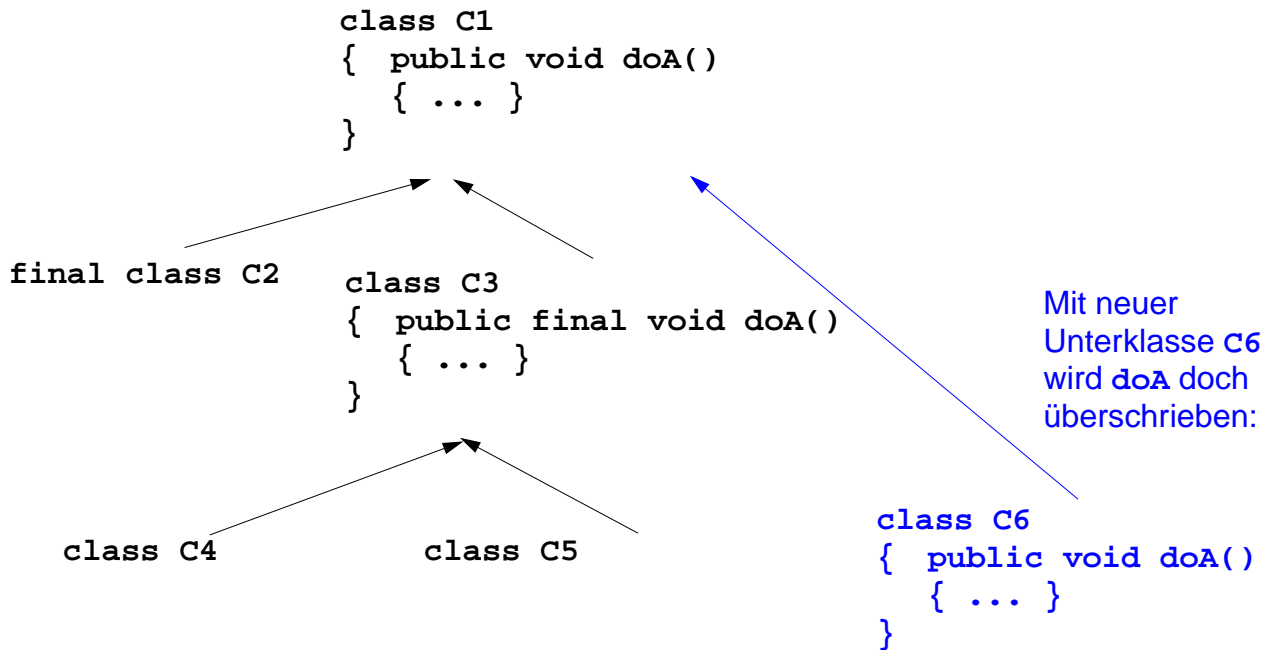 class C1
{ public void doA()
{ ... }
}
final class C2
class C3
{ public final void doA()
{ ... }
}
Mit neuer
Unterklasse C6
wird doA doch
überschrieben:
class C4
class C5
class C6
{ public void doA()
{ ... }
}